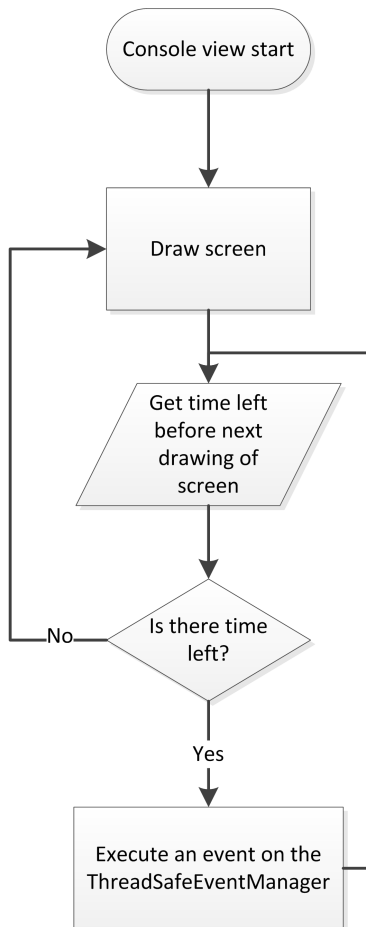 Console view start
Draw screen
Get time left
before next
drawing of
screen
Is there time
left?
No
Yes
Execute an event on the
ThreadSafeEventManager